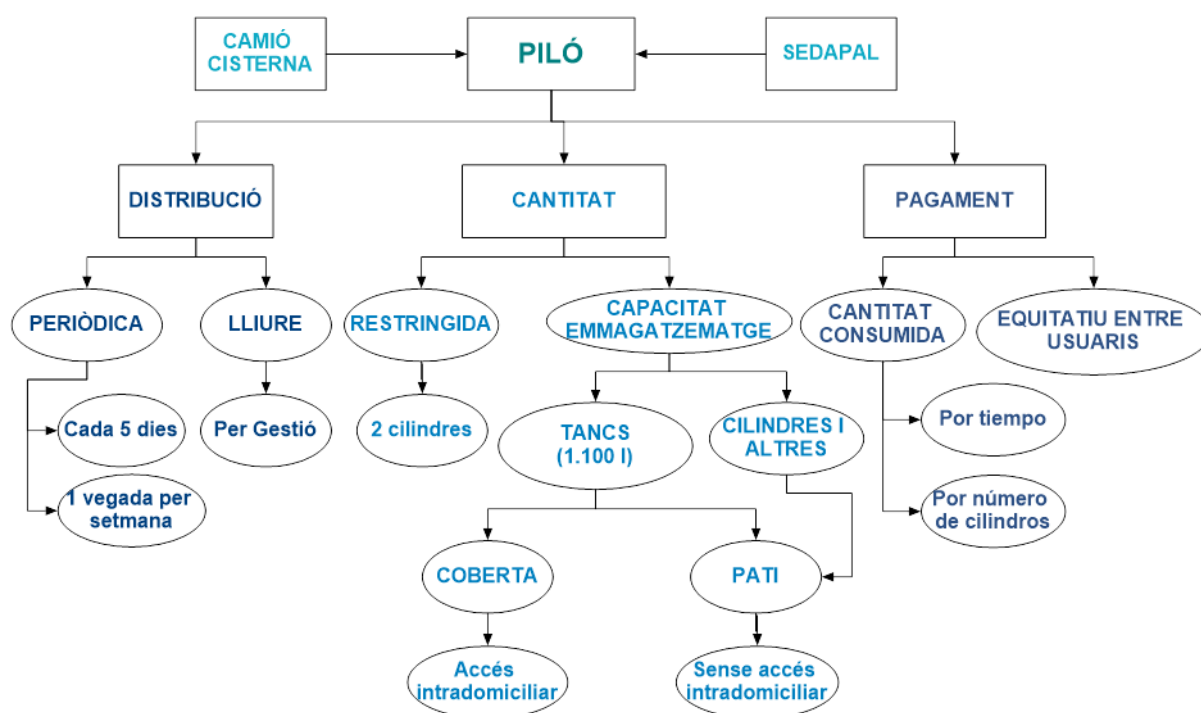 CAMIÓ
CISTERNA
PILÓ
SEDAPAL
DISTRIBUCIÓ
CANTITAT
PAGAMENT
PERIÒDICA
LLIURE
RESTRINGIDA
CAPACITAT
EMMAGATZEMATGE
CANTITAT
CONSUMIDA
EQUITATIU ENTRE
USUARIS
Cada 5 dies
Per Gestió
2 cilindres
TANCS
(1.100 l)
CILINDRES I
ALTRES
Por tiempo
1 vegada per
setmana
Por número
de cilindros
COBERTA
PATI
Accés
intradomiciliar
Sense accés
intradomiciliar